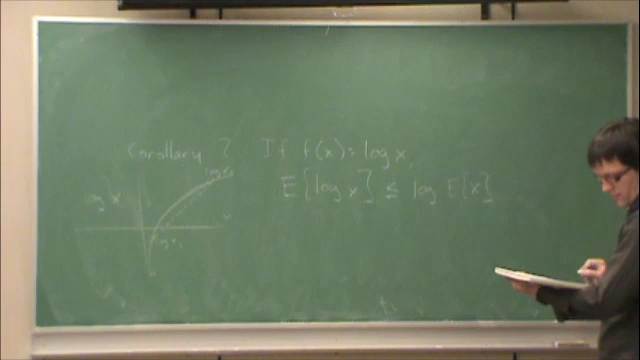 Corollary 2 If f(x)=log x,
E[log x] ≤ log E[x]
log x
x